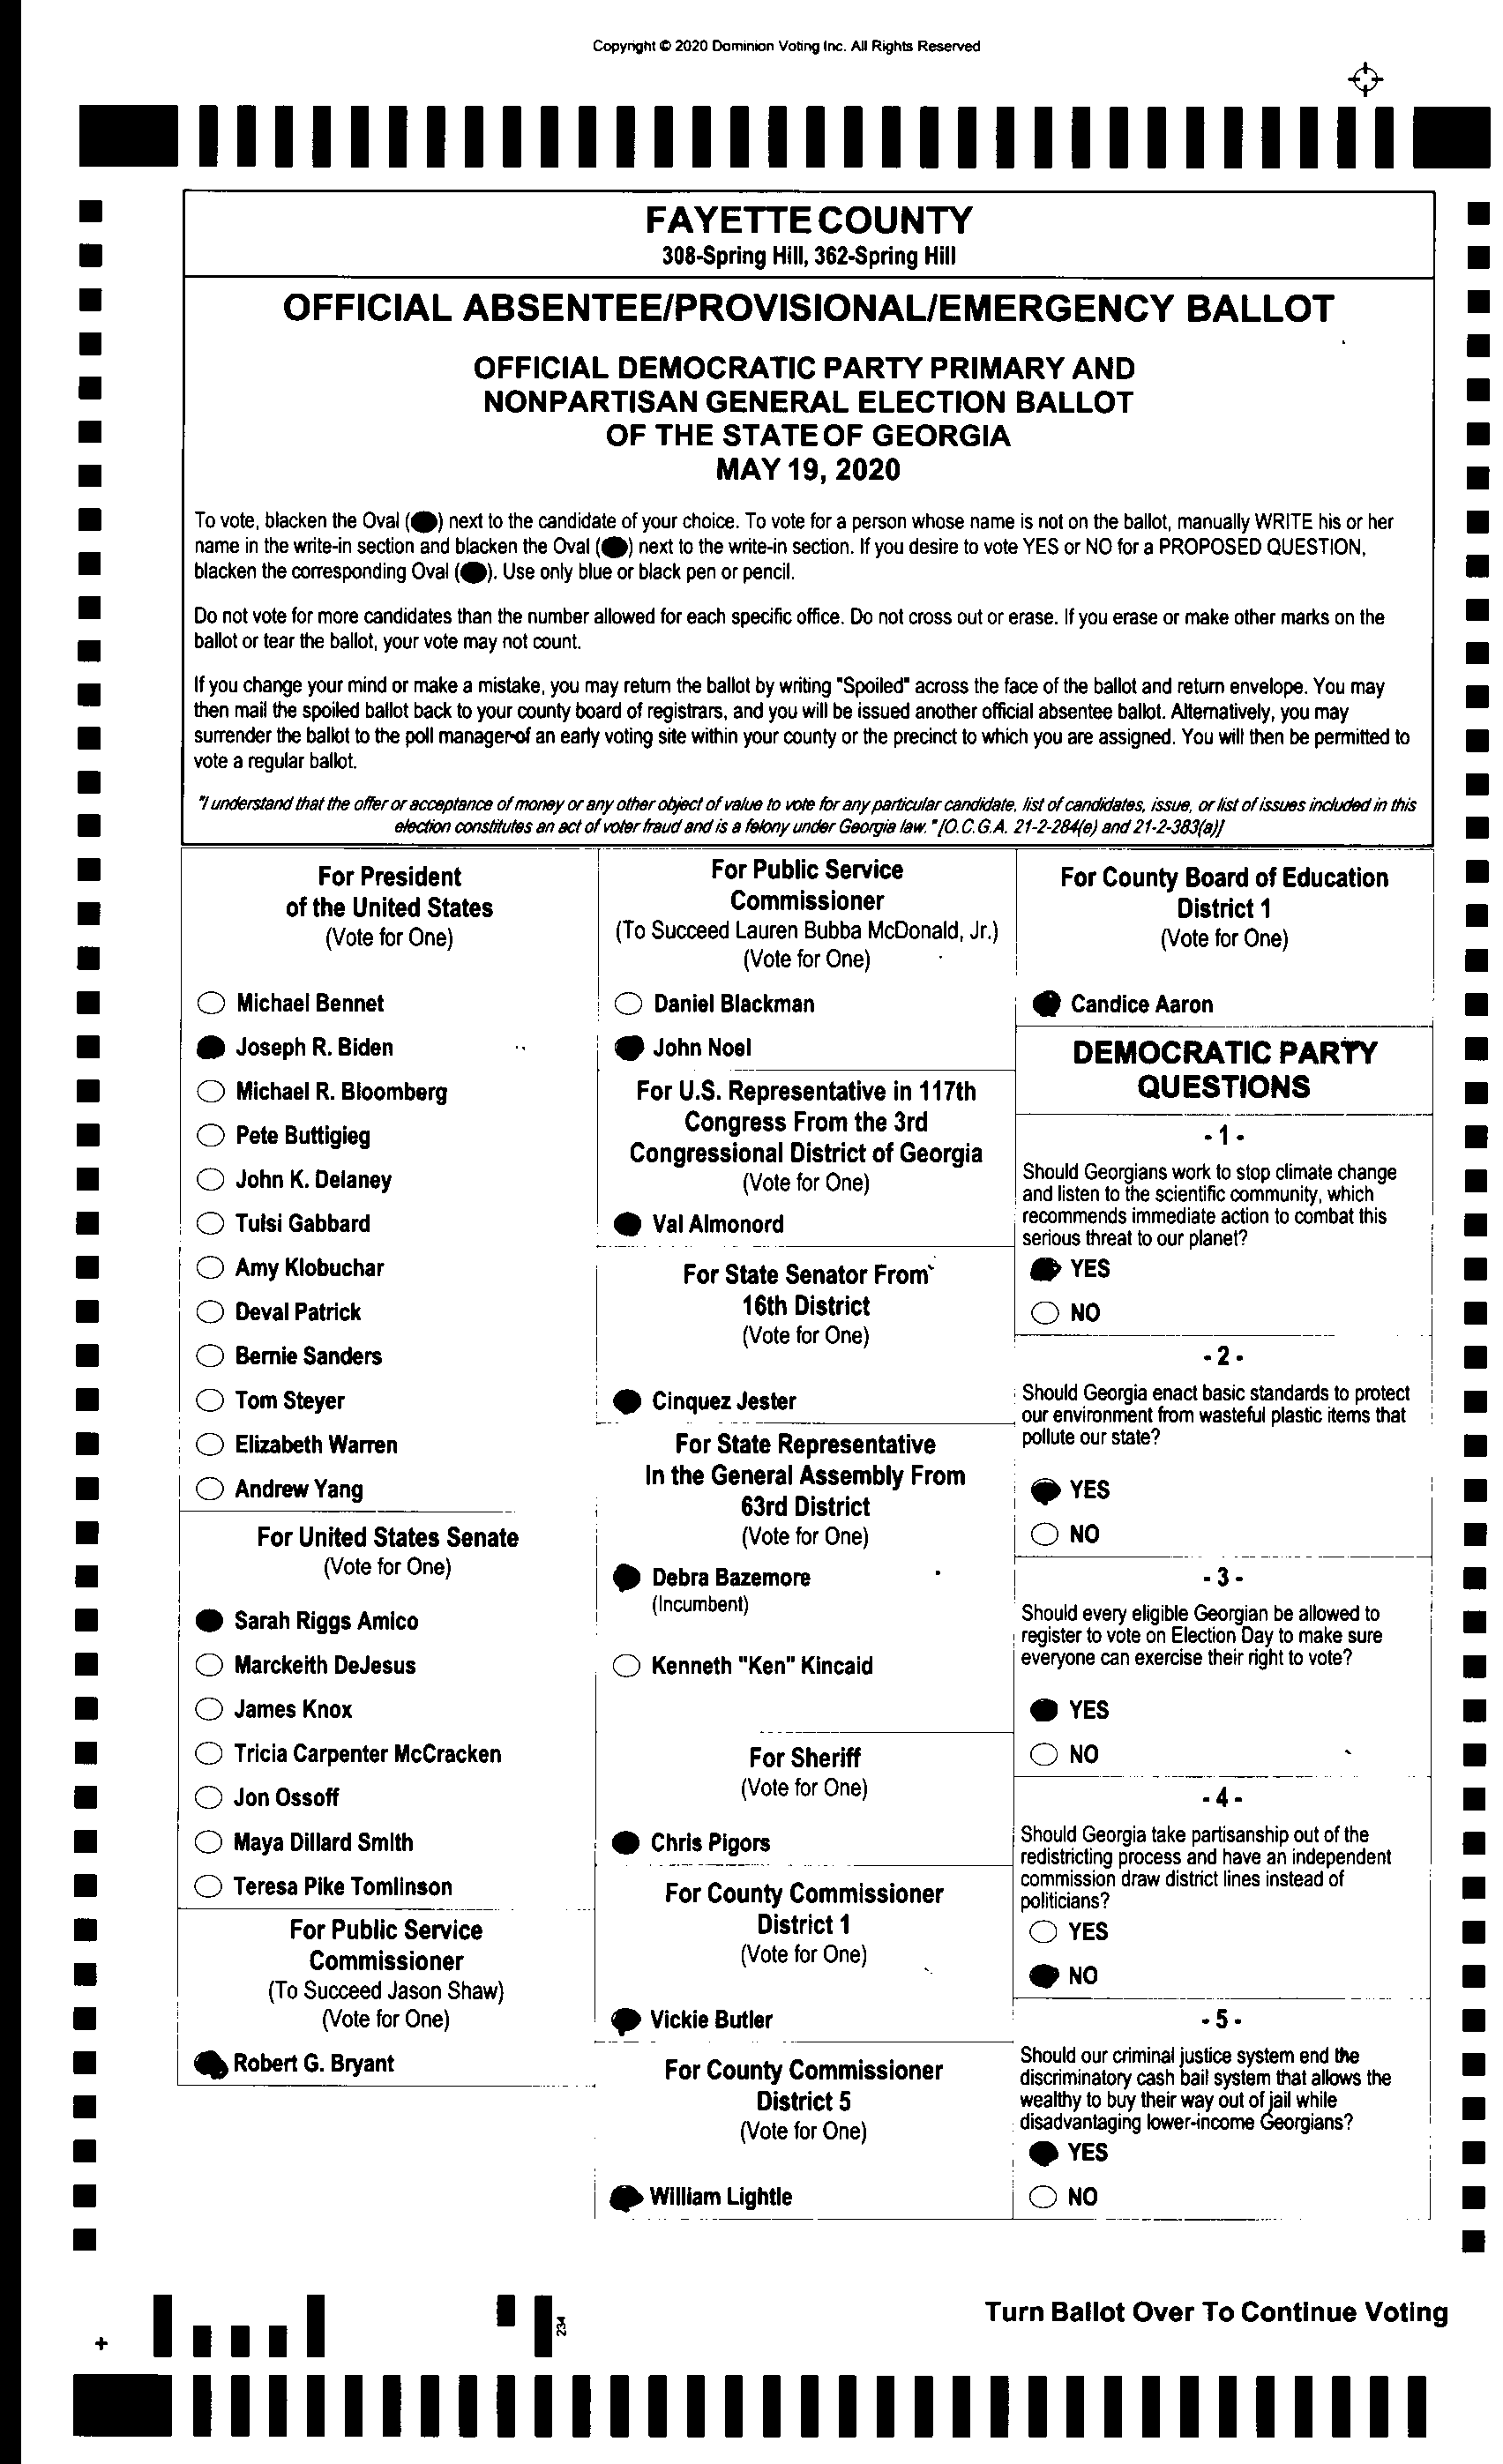 Copyright © 2020 Dominion Voting Inc. All Rights Reserved
FAYETTE COUNTY
308-Spring Hill, 362-Spring Hill
OFFICIAL ABSENTEE/PROVISIONAL/EMERGENCY BALLOT
OFFICIAL DEMOCRATIC PARTY PRIMARY AND
NONPARTISAN GENERAL ELECTION BALLOT
OF THE STATE OF GEORGIA
MAY 19, 2020
To vote, blacken the Oval (●) next to the candidate of your choice. To vote for a person whose name is not on the ballot, manually WRITE his or her
name in the write-in section and blacken the Oval (●) next to the write-in section. If you desire to vote YES or NO for a PROPOSED QUESTION,
blacken the corresponding Oval (●). Use only blue or black pen or pencil.
Do not vote for more candidates than the number allowed for each specific office. Do not cross out or erase. If you erase or make other marks on the
ballot or tear the ballot, your vote may not count.
If you change your mind or make a mistake, you may return the ballot by writing "Spoiled" across the face of the ballot and return envelope. You may
then mail the spoiled ballot back to your county board of registrars, and you will be issued another official absentee ballot. Alternatively, you may
surrender the ballot to the poll manager of an early voting site within your county or the precinct to which you are assigned. You will then be permitted to
vote a regular ballot.
"I understand that the offer or acceptance of money or any other object of value to vote for any particular candidate, list of candidates, issue, or list of issues included in this
election constitutes an act of voter fraud and is a felony under Georgia law." [O.C.G.A. 21-2-284(e) and 21-2-383(a)]
For President
of the United States
(Vote for One)
Michael Bennet
Joseph R. Biden
Michael R. Bloomberg
Pete Buttigieg
John K. Delaney
Tulsi Gabbard
Amy Klobuchar
Deval Patrick
Bernie Sanders
Tom Steyer
Elizabeth Warren
Andrew Yang
For United States Senate
(Vote for One)
Sarah Riggs Amico
Marckeith DeJesus
James Knox
Tricia Carpenter McCracken
Jon Ossoff
Maya Dillard Smith
Teresa Pike Tomlinson
For Public Service
Commissioner
(To Succeed Jason Shaw)
(Vote for One)
Robert G. Bryant
For Public Service
Commissioner
(To Succeed Lauren Bubba McDonald, Jr.)
(Vote for One)
Daniel Blackman
John Noel
For U.S. Representative in 117th
Congress From the 3rd
Congressional District of Georgia
(Vote for One)
Val Almonord
For State Senator From
16th District
(Vote for One)
Cinquez Jester
For State Representative
In the General Assembly From
63rd District
(Vote for One)
Debra Bazemore
(Incumbent)
Kenneth "Ken" Kincaid
For Sheriff
(Vote for One)
Chris Pigors
For County Commissioner
District 1
(Vote for One)
Vickie Butler
For County Commissioner
District 5
(Vote for One)
William Lightle
For County Board of Education
District 1
(Vote for One)
Candice Aaron
DEMOCRATIC PARTY
QUESTIONS
- 1 -
Should Georgians work to stop climate change
and listen to the scientific community, which
recommends immediate action to combat this
serious threat to our planet?
YES
NO
- 2 -
Should Georgia enact basic standards to protect
our environment from wasteful plastic items that
pollute our state?
YES
NO
- 3 -
Should every eligible Georgian be allowed to
register to vote on Election Day to make sure
everyone can exercise their right to vote?
YES
NO
- 4 -
Should Georgia take partisanship out of the
redistricting process and have an independent
commission draw district lines instead of
politicians?
YES
NO
- 5 -
Should our criminal justice system end the
discriminatory cash bail system that allows the
wealthy to buy their way out of jail while
disadvantaging lower-income Georgians?
YES
NO
Turn Ballot Over To Continue Voting
234
+